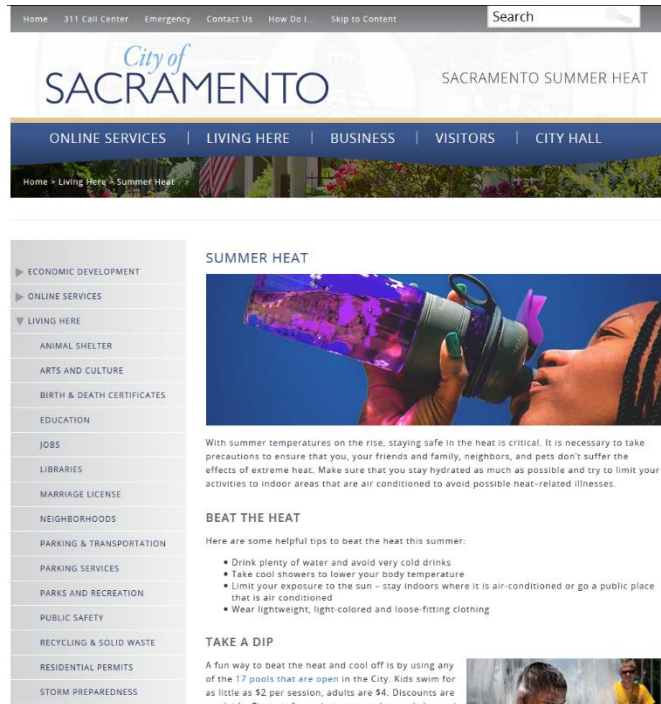 Home 311 Call Center Emergency Contact Us How Do I... Skip to Content Search
City of
SACRAMENTO
SACRAMENTO SUMMER HEAT
ONLINE SERVICES | LIVING HERE | BUSINESS | VISITORS | CITY HALL
Home > Living Here > Summer Heat
ECONOMIC DEVELOPMENT
ONLINE SERVICES
LIVING HERE
ANIMAL SHELTER
ARTS AND CULTURE
BIRTH & DEATH CERTIFICATES
EDUCATION
JOBS
LIBRARIES
MARRIAGE LICENSE
NEIGHBORHOODS
PARKING & TRANSPORTATION
PARKING SERVICES
PARKS AND RECREATION
PUBLIC SAFETY
RECYCLING & SOLID WASTE
RESIDENTIAL PERMITS
STORM PREPAREDNESS
SUMMER HEAT
With summer temperatures on the rise, staying safe in the heat is critical. It is necessary to take
precautions to ensure that you, your friends and family, neighbors, and pets don't suffer the
effects of extreme heat. Make sure that you stay hydrated as much as possible and try to limit your
activities to indoor areas that are air conditioned to avoid possible heat-related illnesses.
BEAT THE HEAT
Here are some helpful tips to beat the heat this summer:
• Drink plenty of water and avoid very cold drinks
• Take cool showers to lower your body temperature
• Limit your exposure to the sun – stay indoors where it is air-conditioned or go a public place
that is air conditioned
• Wear lightweight, light-colored and loose-fitting clothing
TAKE A DIP
A fun way to beat the heat and cool off is by using any
of the 17 pools that are open in the City. Kids swim for
as little as $2 per session, adults are $4. Discounts are